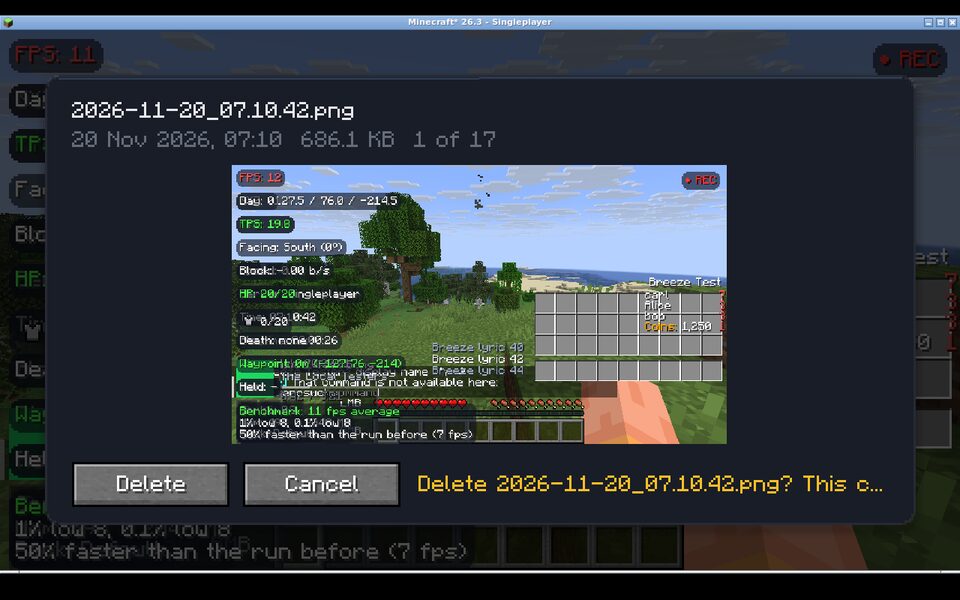 Minecraft* 26.3 - Singleplayer
FPS: 11
REC
2026-11-20_07.10.42.png
20 Nov 2026, 07:10 686.1 KB 1 of 17
FPS: 12
REC
Day: 0
127.5 / 76.0 / -214.5
TPS: 19.8
Facing: South (0°)
Block: -
0.00 b/s
Breeze Test
HP: 20/20
ingleplayer
carl
Alice
bob
Coins: 1,250
0/20
Death: none
00:26
Breeze lyric 40
Breeze lyric 42
Breeze lyric 44
Held: -
That command is not available here:
LMB
Benchmark: 11 fps average
1% low 8, 0.1% low 8
50% faster than the run before (7 fps)
Delete
Cancel
Delete 2026-11-20_07.10.42.png? This c...
1% low 8, 0.1% low 8
50% faster than the run before (7 fps)